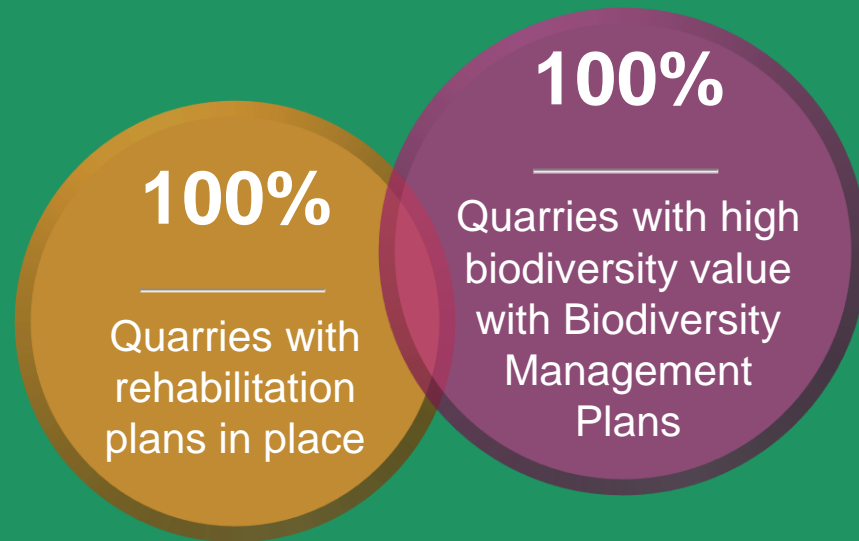 100%
Quarries with
rehabilitation
plans in place
100%
Quarries with high
biodiversity value
with Biodiversity
Management
Plans